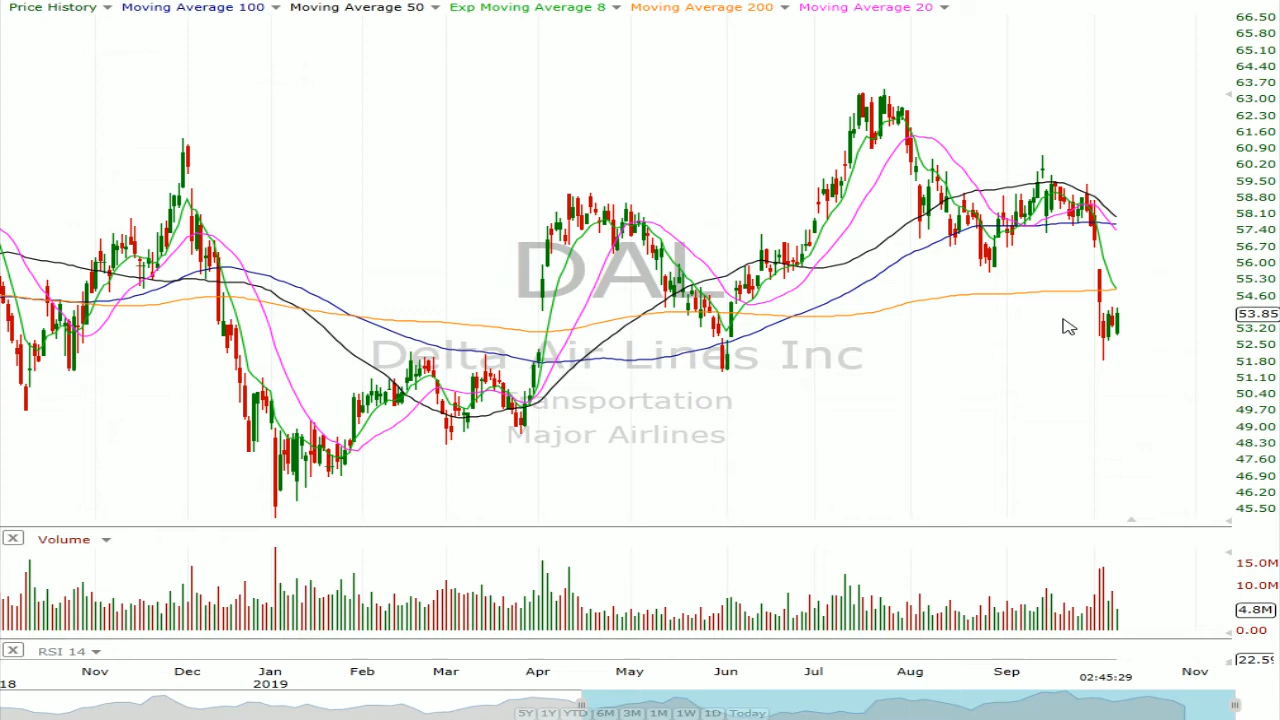 Price History Moving Average 100 Moving Average 50 Exp Moving Average 8 Moving Average 200 Moving Average 20
66.50
65.80
65.10
64.40
63.70
63.00
62.30
61.60
60.90
60.20
59.50
58.80
58.10
57.40
56.70
56.00
55.30
54.60
53.85
53.20
52.50
51.80
51.10
50.40
49.70
49.00
48.30
47.60
46.90
46.20
45.50
DAL
Delta Air Lines Inc
Transportation
Major Airlines
Volume
15.0M
10.0M
4.8M
0.00
RSI 14
22.59
Nov Dec Jan Feb Mar Apr May Jun Jul Aug Sep Nov
18 2019 02:45:29
5Y 1Y YTD 6M 3M 1M 1W 1D Today